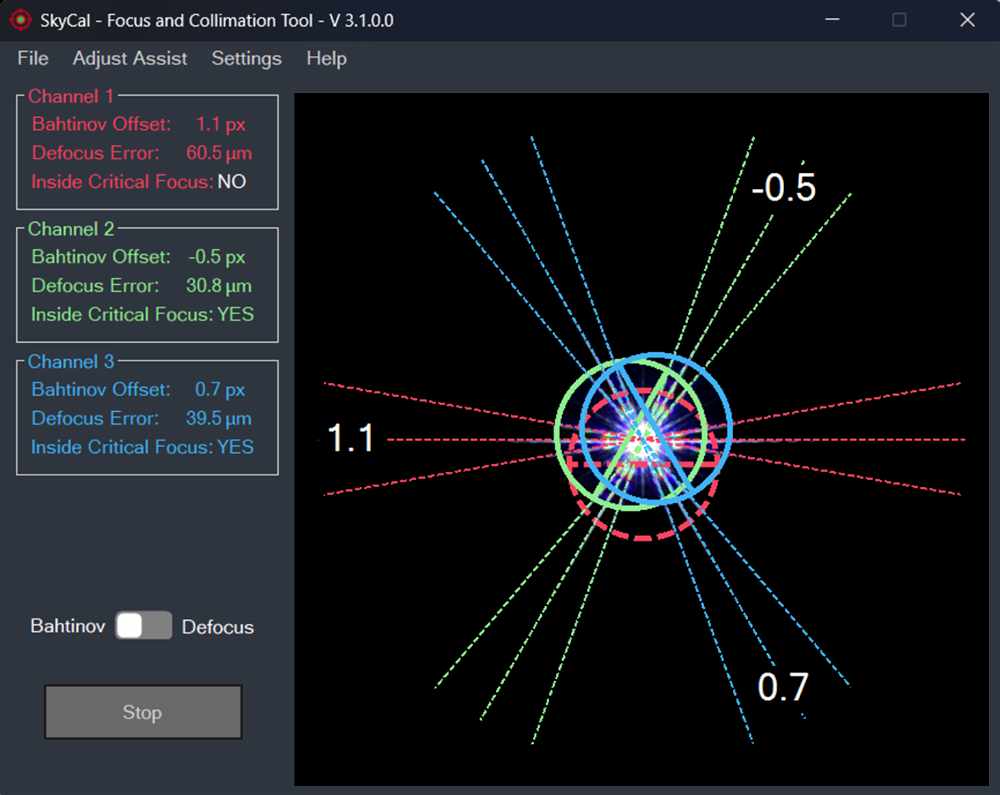 SkyCal - Focus and Collimation Tool - V 3.1.0.0
File Adjust Assist Settings Help
Channel 1
Bahtinov Offset: 1.1 px
Defocus Error: 60.5 µm
Inside Critical Focus: NO
Channel 2
Bahtinov Offset: -0.5 px
Defocus Error: 30.8 µm
Inside Critical Focus: YES
Channel 3
Bahtinov Offset: 0.7 px
Defocus Error: 39.5 µm
Inside Critical Focus: YES
Bahtinov Defocus
Stop
-0.5
1.1
0.7